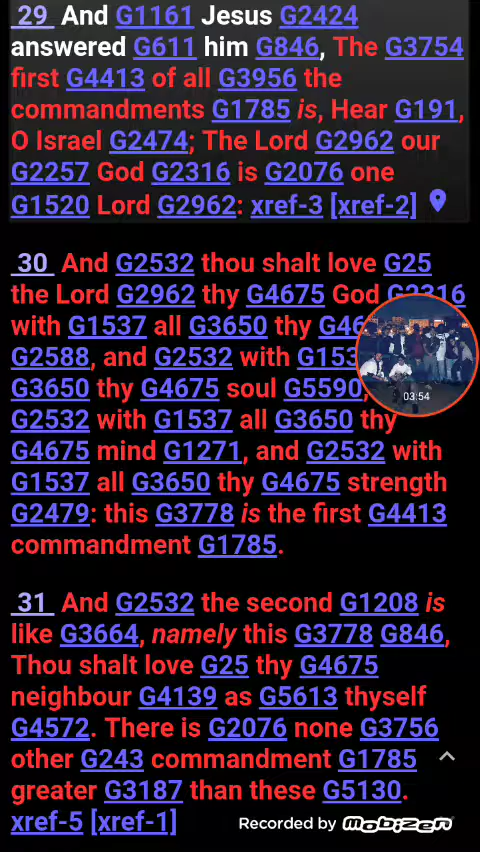 29 And G1161 Jesus G2424
answered G611 him G846, The G3754
first G4413 of all G3956 the
commandments G1785 is, Hear G191,
O Israel G2474; The Lord G2962 our
G2257 God G2316 is G2076 one
G1520 Lord G2962: xref-3 [xref-2]
30 And G2532 thou shalt love G25
the Lord G2962 thy G4675 God G2316
with G1537 all G3650 thy
G2588, and G2532 with
G3650 thy G4675 soul G5590,
03:54
G2532 with G1537 all G3650 thy
G4675 mind G1271, and G2532 with
G1537 all G3650 thy G4675 strength
G2479: this G3778 is the first G4413
commandment G1785.
31 And G2532 the second G1208 is
like G3664, namely this G3778 G846,
Thou shalt love G25 thy G4675
neighbour G4139 as G5613 thyself
G4572. There is G2076 none G3756
other G243 commandment G1785
greater G3187 than these G5130.
xref-5 [xref-1]
Recorded by Mobizen